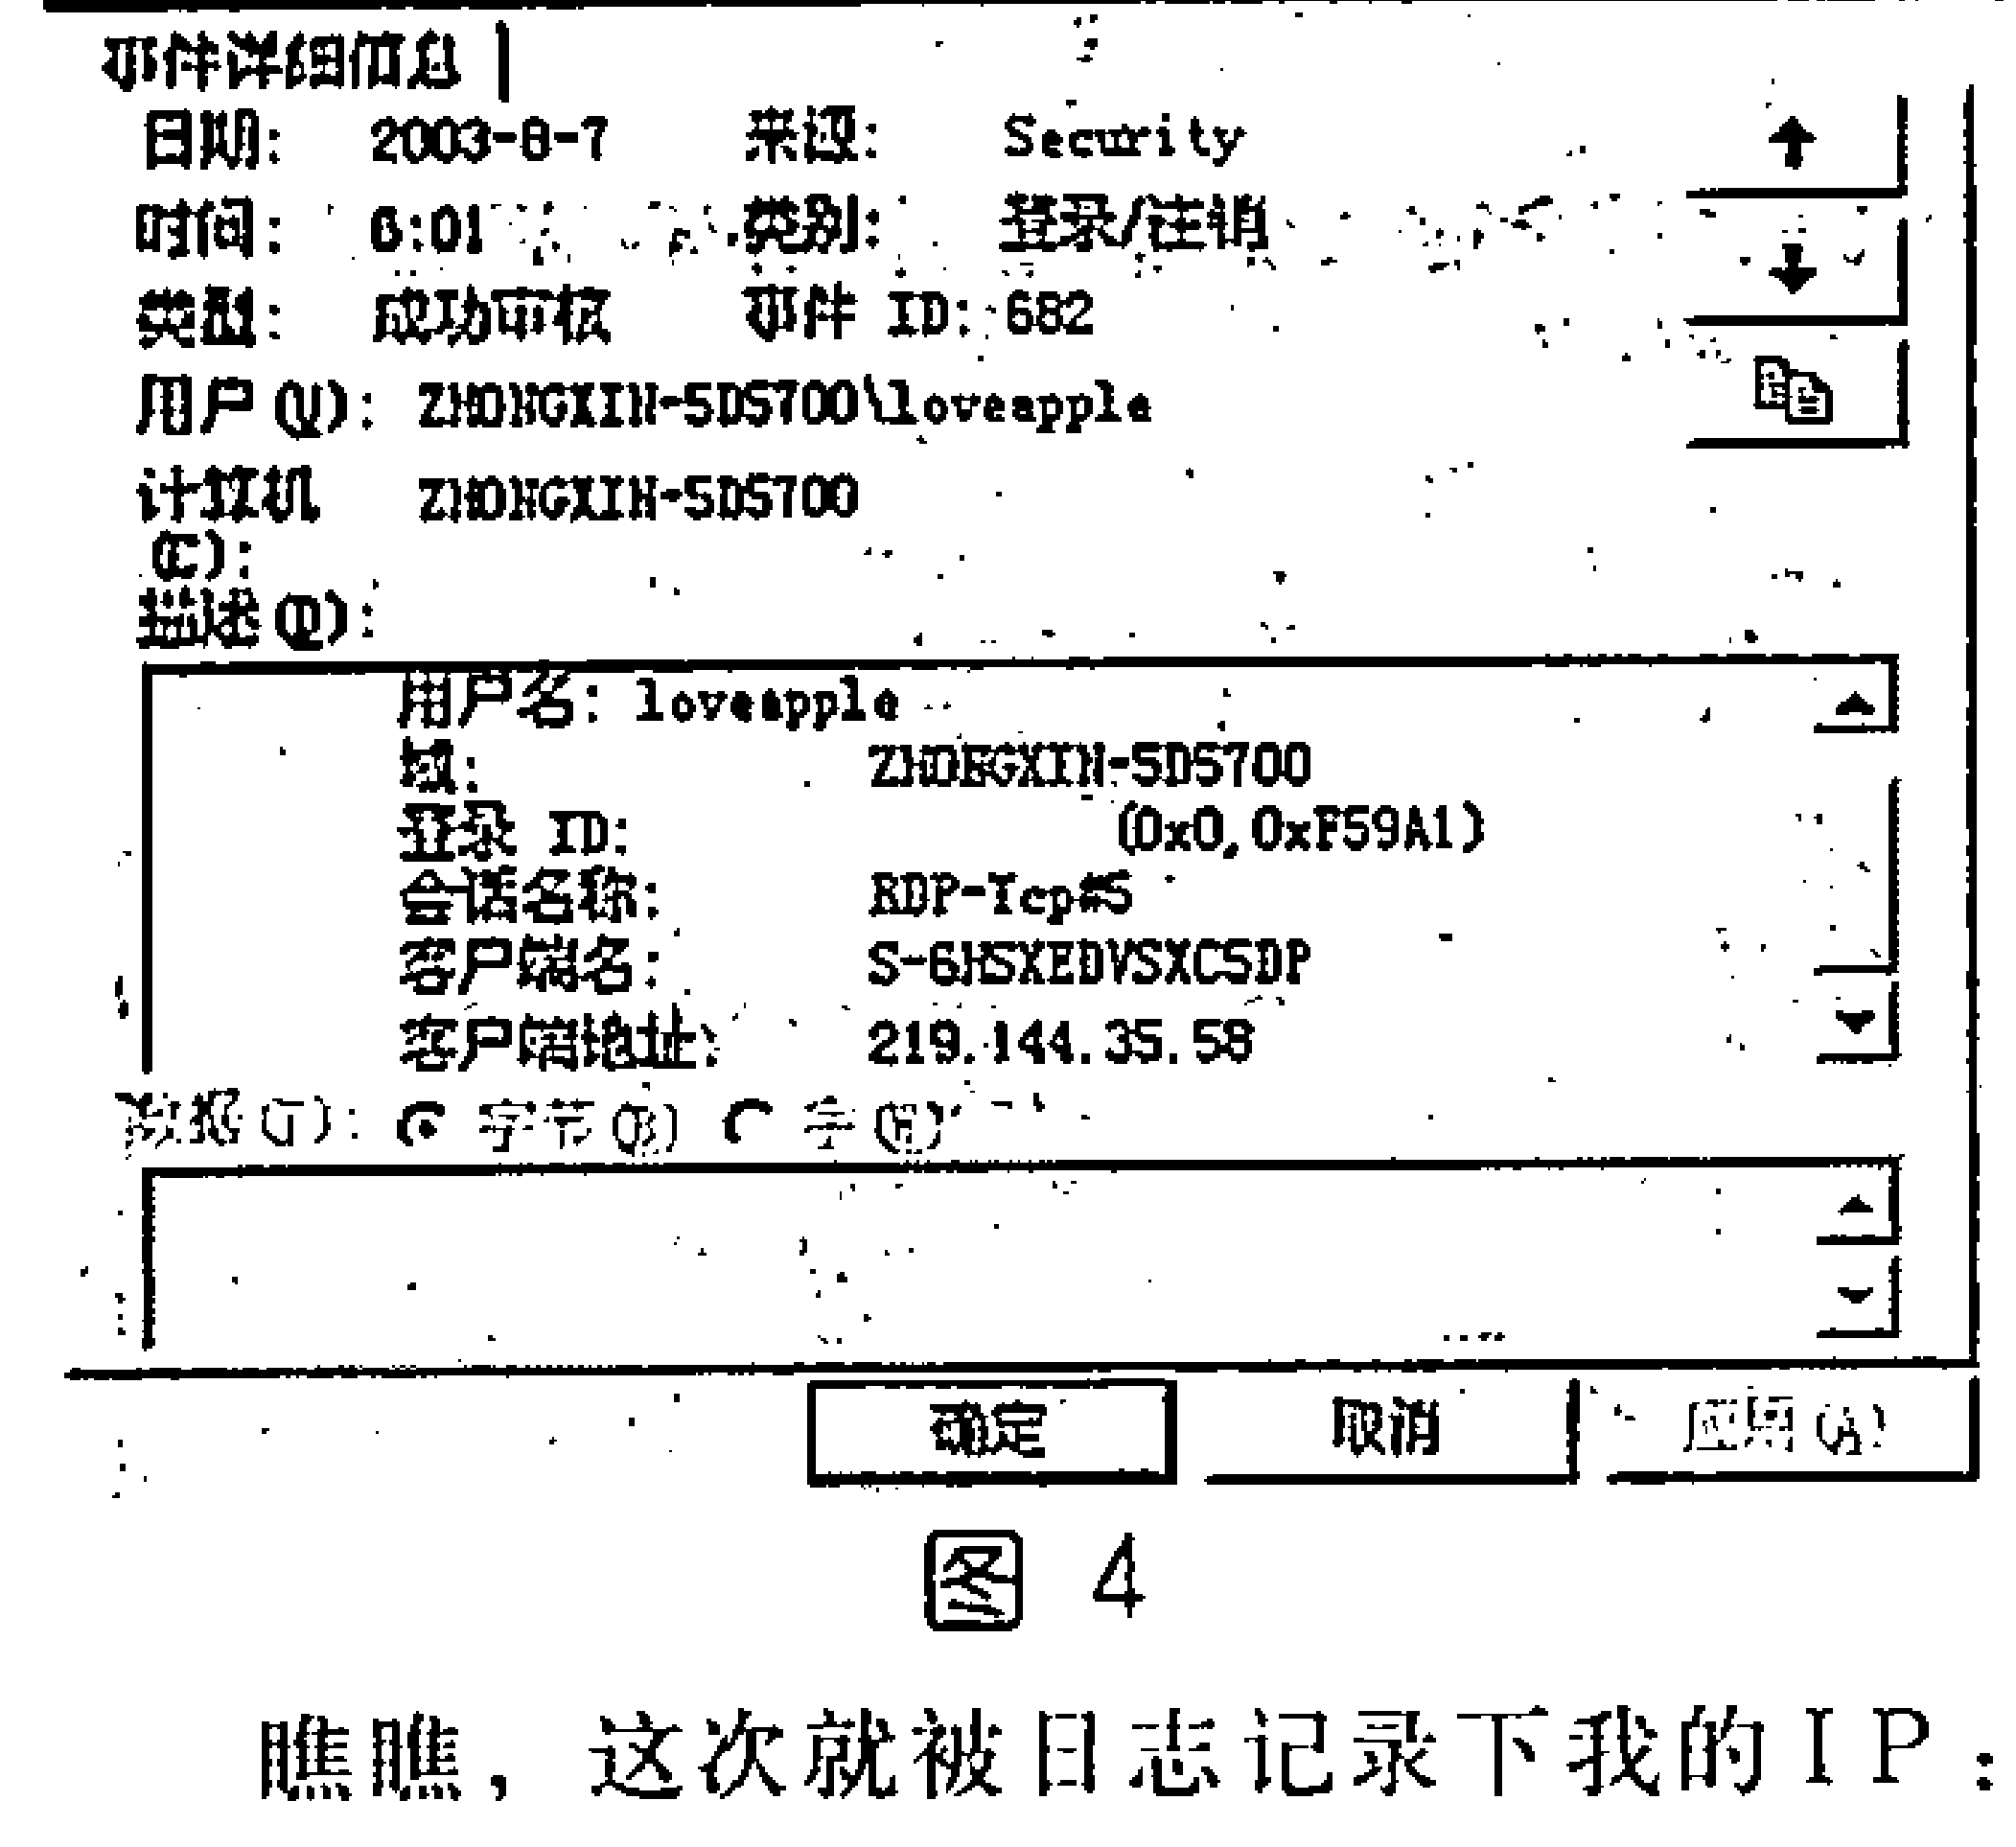 事件详细信息
日期: 2003-8-7 来源: Security
时间: 6:01 类别: 登录/注销
类型: 成功审核 事件 ID: 682
用户(U): ZHONGXIN-5D5700\loveapple
计算机 ZHONGXIN-5D5700
(C):
描述(D):
用户名: loveapple
域: ZHONGXIN-5D5700
登录 ID: (0x0,0xF59A1)
会话名称: RDP-Tcp#5
客户端名: S-6HSXEDVSXC5DP
客户端地址: 219.144.35.58
数据(T): 字节(B) 字(W)
确定 取消 应用(A)
图 4
瞧瞧，这次就被日志记录下我的IP：